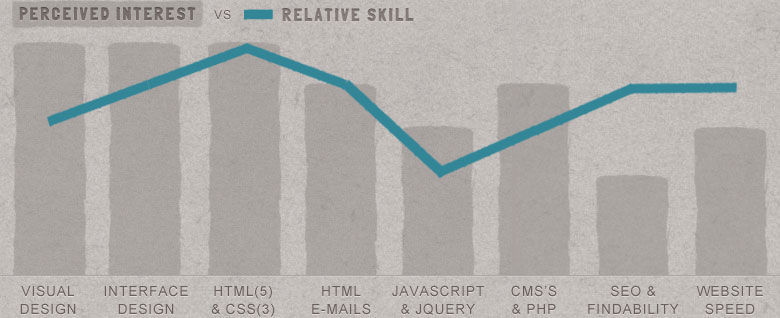 PERCEIVED INTEREST VS RELATIVE SKILL
VISUAL DESIGN
INTERFACE DESIGN
HTML(5) & CSS(3)
HTML E-MAILS
JAVASCRIPT & JQUERY
CMS'S & PHP
SEO & FINDABILITY
WEBSITE SPEED